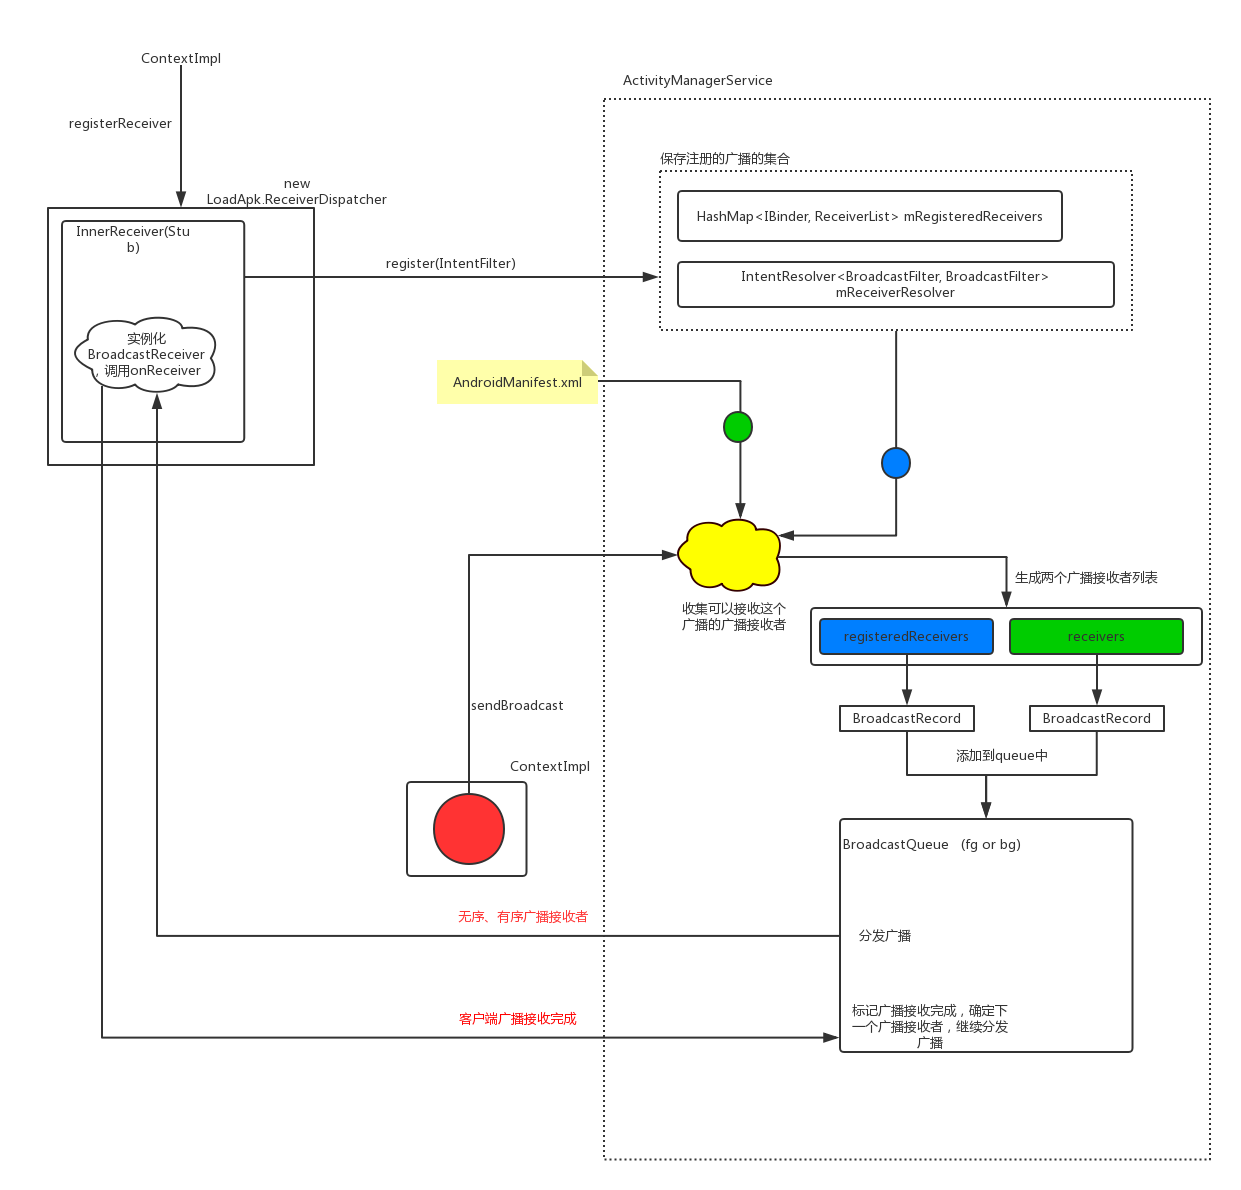 ContextImpl
ActivityManagerService
registerReceiver
保存注册的广播的集合
new
LoadApk.ReceiverDispatcher
InnerReceiver(Stu
b)
HashMap<IBinder, ReceiverList> mRegisteredReceivers
register(IntentFilter)
IntentResolver<BroadcastFilter, BroadcastFilter>
mReceiverResolver
实例化
BroadcastReceiver
，调用onReceiver
AndroidManifest.xml
收集可以接收这个
广播的广播接收者
生成两个广播接收者列表
registeredReceivers
receivers
BroadcastRecord
BroadcastRecord
sendBroadcast
添加到queue中
ContextImpl
BroadcastQueue (fg or bg)
无序、有序广播接收者
分发广播
客户端广播接收完成
标记广播接收完成，确定下
一个广播接收者，继续分发
广播